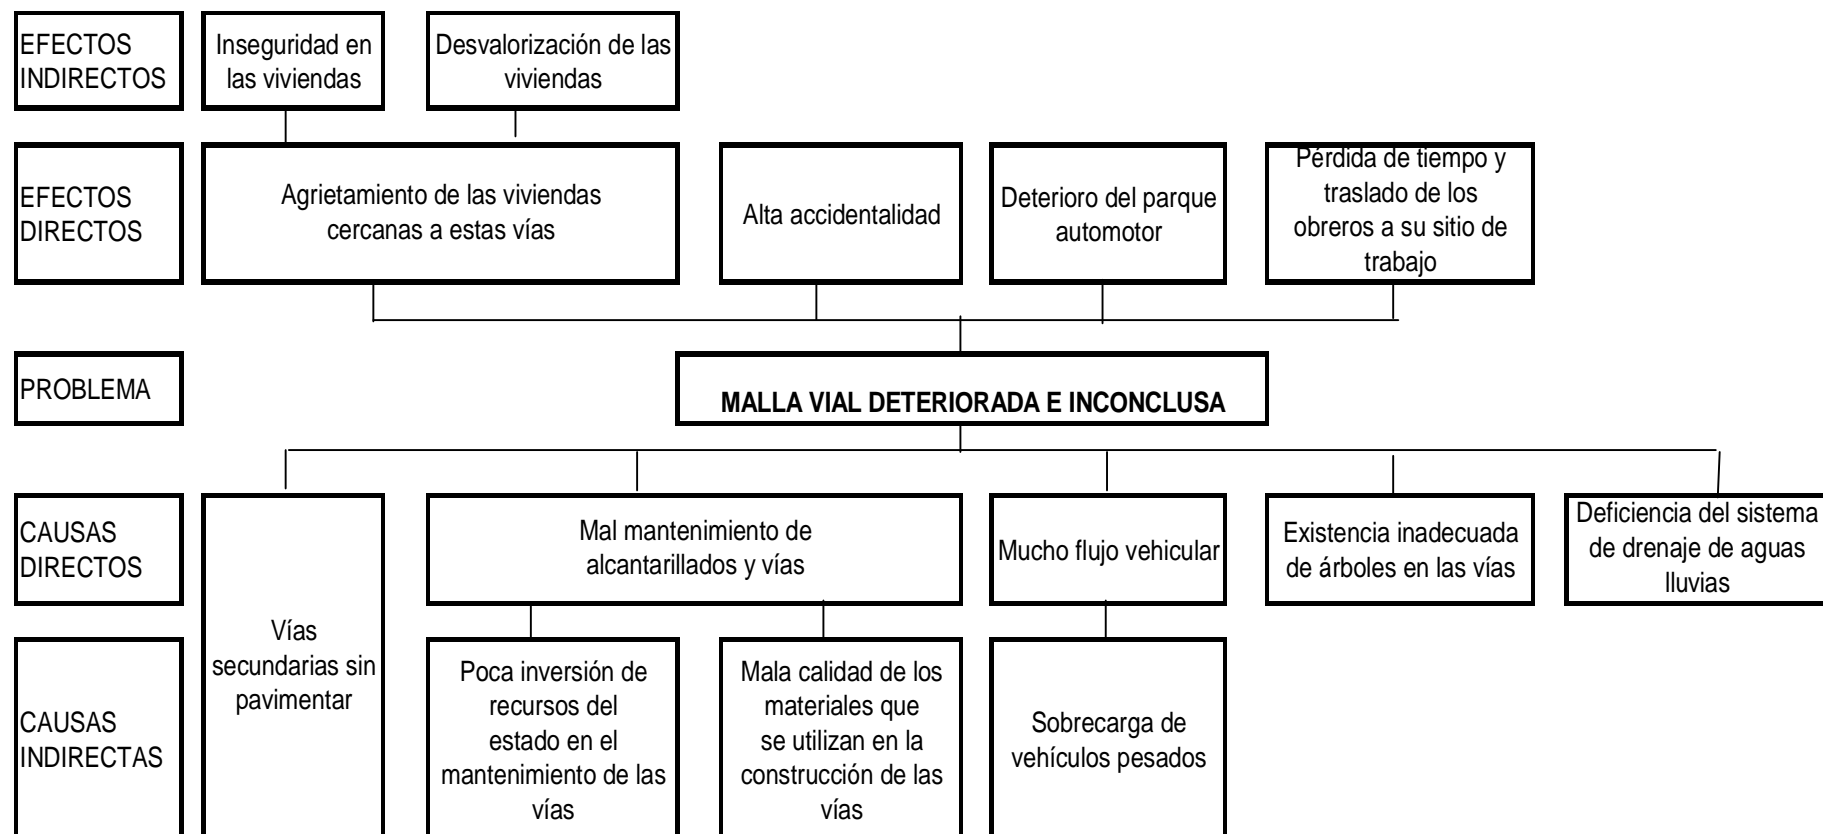 EFECTOS
INDIRECTOS
Inseguridad en
las viviendas
Desvalorización de las
viviendas
EFECTOS
DIRECTOS
Agrietamiento de las viviendas
cercanas a estas vías
Alta accidentalidad
Deterioro del parque
automotor
Pérdida de tiempo y
traslado de los
obreros a su sitio de
trabajo
PROBLEMA
MALLA VIAL DETERIORADA E INCONCLUSA
CAUSAS
DIRECTOS
Vías
secundarias sin
pavimentar
Mal mantenimiento de
alcantarillados y vías
Mucho flujo vehicular
Existencia inadecuada
de árboles en las vías
Deficiencia del sistema
de drenaje de aguas
lluvias
CAUSAS
INDIRECTAS
Poca inversión de
recursos del
estado en el
mantenimiento de las
vías
Mala calidad de los
materiales que
se utilizan en la
construcción de las
vías
Sobrecarga de
vehículos pesados